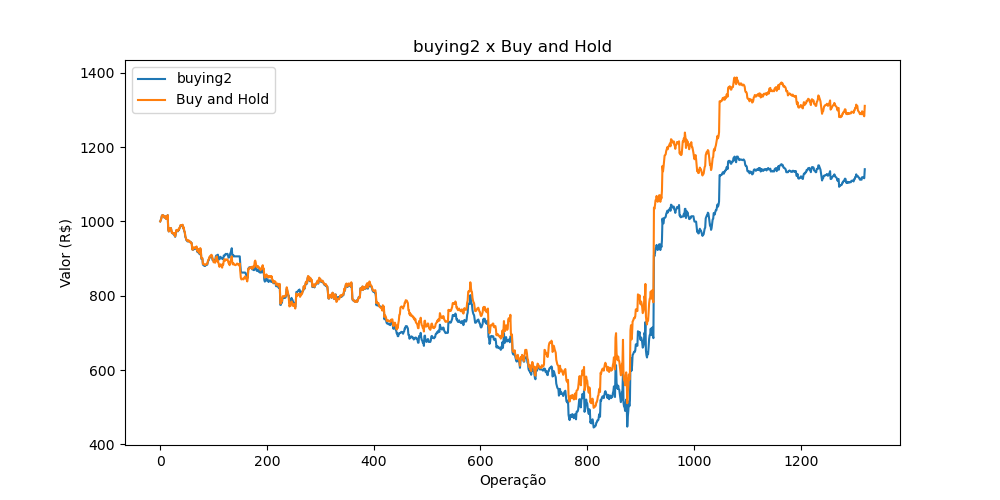 buying2 x Buy and Hold
buying2
Buy and Hold
1400
1200
1000
800
600
400
Valor (R$)
0 200 400 600 800 1000 1200
Operação